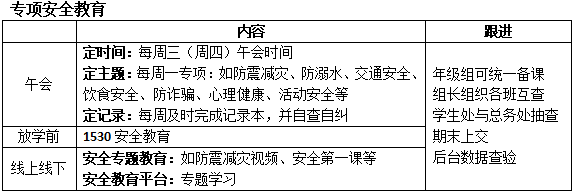 专项安全教育
内容
跟进
午会
定时间：每周三（周四）午会时间
定主题：每周一专项：如防震减灾、防溺水、交通安全、
饮食安全、防诈骗、心理健康、活动安全等
定记录：每周及时完成记录本，并自查自纠
放学前
1530 安全教育
线上线下
安全专题教育：如防震减灾视频、安全第一课等
安全教育平台：专题学习
年级组可统一备课
组长组织各班互查
学生处与总务处抽查
期末上交
后台数据查验